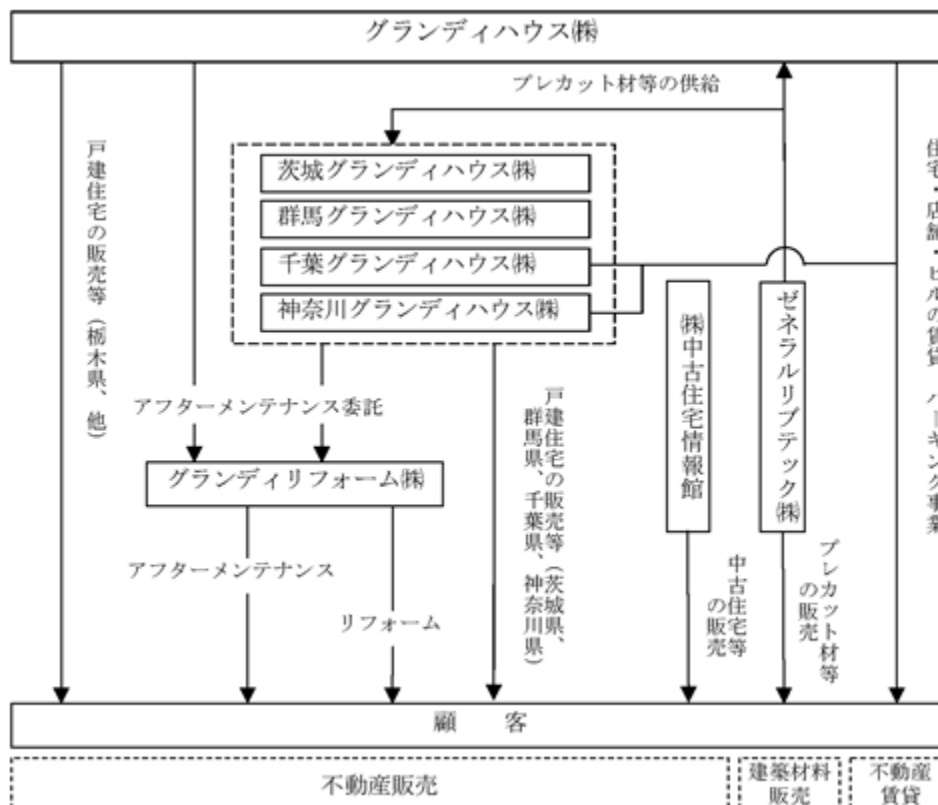 グランディハウス㈱
プレカット材等の供給
戸建住宅の販売等（栃木県、他）
茨城グランディハウス㈱
群馬グランディハウス㈱
千葉グランディハウス㈱
神奈川グランディハウス㈱
㈱中古住宅情報館
ゼネラルリブテック㈱
住宅・店舗・ビルの賃貸 パーキング事業
アフターメンテナンス委託
グランディリフォーム㈱
戸建住宅の販売等（茨城県、
群馬県、千葉県、神奈川県）
アフターメンテナンス
リフォーム
中古住宅等
の販売
プレカット材等
の販売
顧　客
不動産販売
建築材料
販売
不動産
賃貸